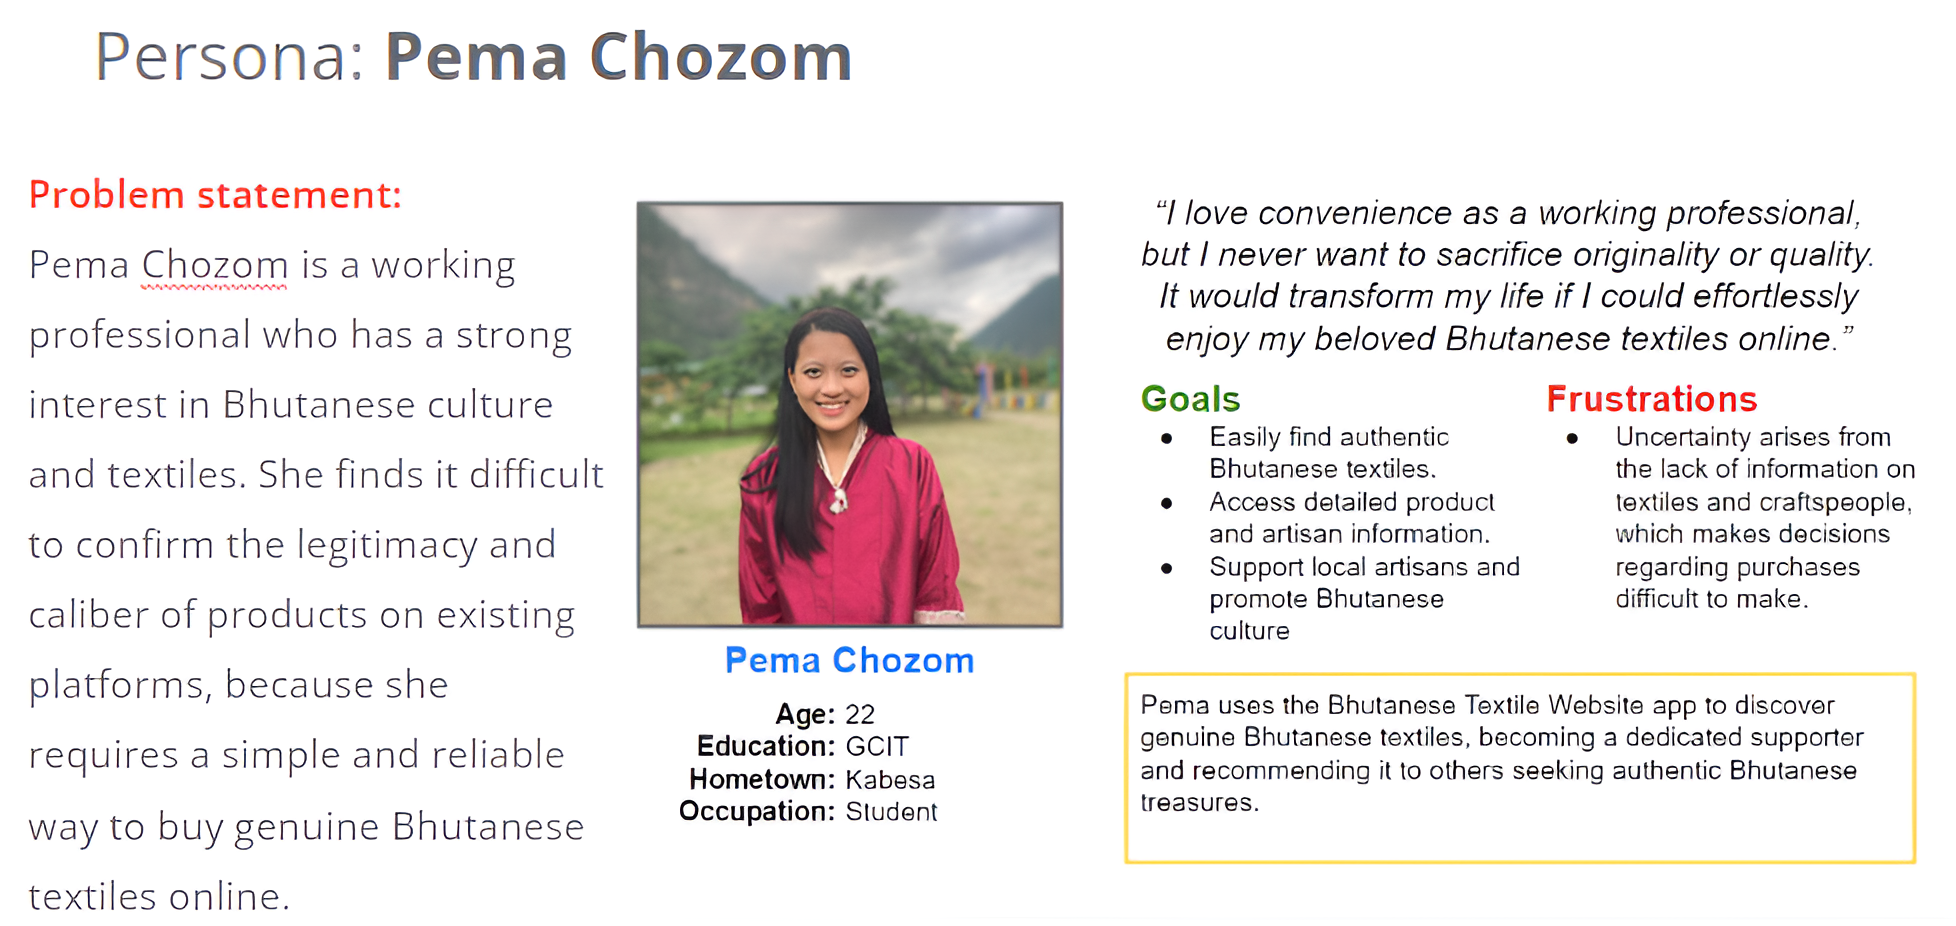 Persona: Pema Chozom
Problem statement:
Pema Chozom is a working
professional who has a strong
interest in Bhutanese culture
and textiles. She finds it difficult
to confirm the legitimacy and
caliber of products on existing
platforms, because she
requires a simple and reliable
way to buy genuine Bhutanese
textiles online.
Pema Chozom
Age: 22
Education: GCIT
Hometown: Kabesa
Occupation: Student
“I love convenience as a working professional,
but I never want to sacrifice originality or quality.
It would transform my life if I could effortlessly
enjoy my beloved Bhutanese textiles online.”
Goals
● Easily find authentic
Bhutanese textiles.
● Access detailed product
and artisan information.
● Support local artisans and
promote Bhutanese
culture
Frustrations
● Uncertainty arises from
the lack of information on
textiles and craftspeople,
which makes decisions
regarding purchases
difficult to make.
Pema uses the Bhutanese Textile Website app to discover
genuine Bhutanese textiles, becoming a dedicated supporter
and recommending it to others seeking authentic Bhutanese
treasures.